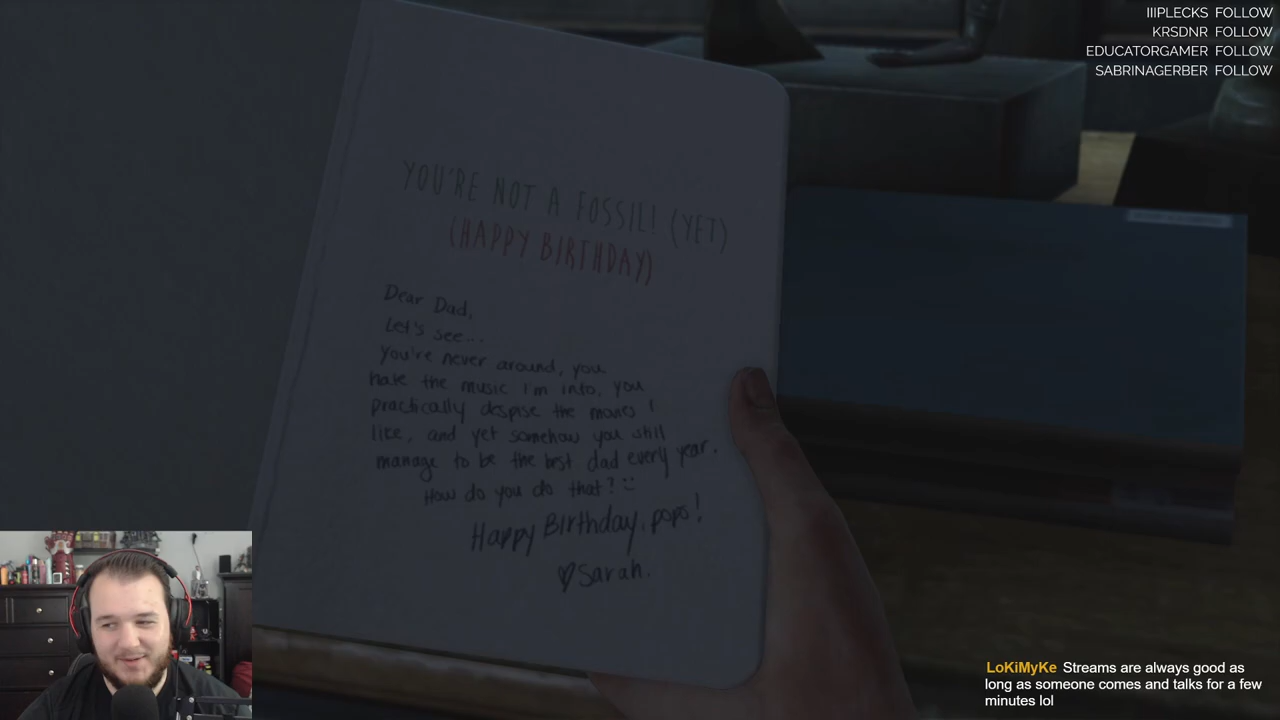 IIIPLECKS FOLLOW
KRSDNR FOLLOW
EDUCATORGAMER FOLLOW
SABRINAGERBER FOLLOW
YOU'RE NOT A FOSSIL! (YET)
(HAPPY BIRTHDAY)
Dear Dad,
Let's see...
You're never around, you
hate the music I'm into, you
practically despise the movies I
like, and yet somehow you still
manage to be the best dad every year.
How do you do that? :)
Happy Birthday, pops!
♥ Sarah.
LoKiMyKe Streams are always good as
long as someone comes and talks for a few
minutes lol